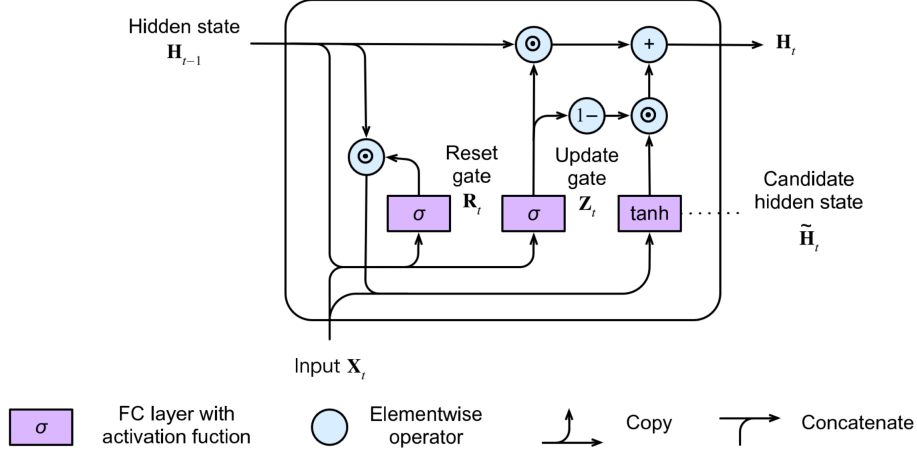 Hidden state
H_{t−1}
H_t
1−
Reset
gate
R_t
Update
gate
Z_t
Candidate
hidden state
H̃_t
σ
σ
tanh
+
Input X_t
σ
FC layer with
activation fuction
Elementwise
operator
Copy
Concatenate